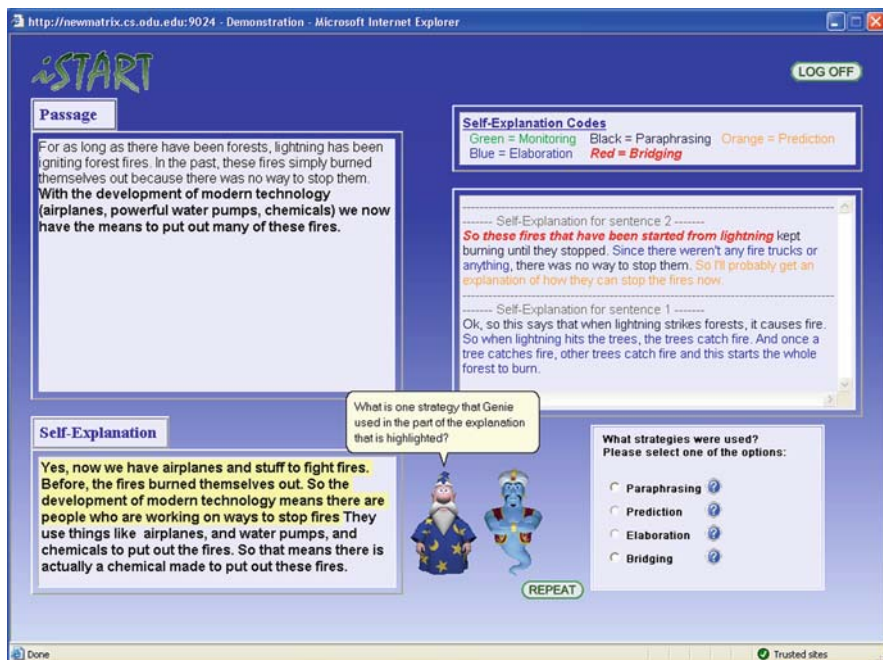 http://newmatrix.cs.odu.edu:9024 - Demonstration - Microsoft Internet Explorer
iSTART
LOG OFF
Passage
For as long as there have been forests, lightning has been
igniting forest fires. In the past, these fires simply burned
themselves out because there was no way to stop them.
With the development of modern technology
(airplanes, powerful water pumps, chemicals) we now
have the means to put out many of these fires.
Self-Explanation Codes
Green = Monitoring Black = Paraphrasing Orange = Prediction
Blue = Elaboration Red = Bridging
------- Self-Explanation for sentence 2 -------
So these fires that have been started from lightning kept
burning until they stopped. Since there weren't any fire trucks or
anything, there was no way to stop them. So I'll probably get an
explanation of how they can stop the fires now.
------- Self-Explanation for sentence 1 -------
Ok, so this says that when lightning strikes forests, it causes fire.
So when lightning hits the trees, the trees catch fire. And once a
tree catches fire, other trees catch fire and this starts the whole
forest to burn.
What is one strategy that Genie
used in the part of the explanation
that is highlighted?
Self-Explanation
Yes, now we have airplanes and stuff to fight fires.
Before, the fires burned themselves out. So the
development of modern technology means there are
people who are working on ways to stop fires They
use things like airplanes, and water pumps, and
chemicals to put out the fires. So that means there is
actually a chemical made to put out these fires.
What strategies were used?
Please select one of the options:
Paraphrasing ?
Prediction ?
Elaboration ?
Bridging ?
REPEAT
Done
Trusted sites